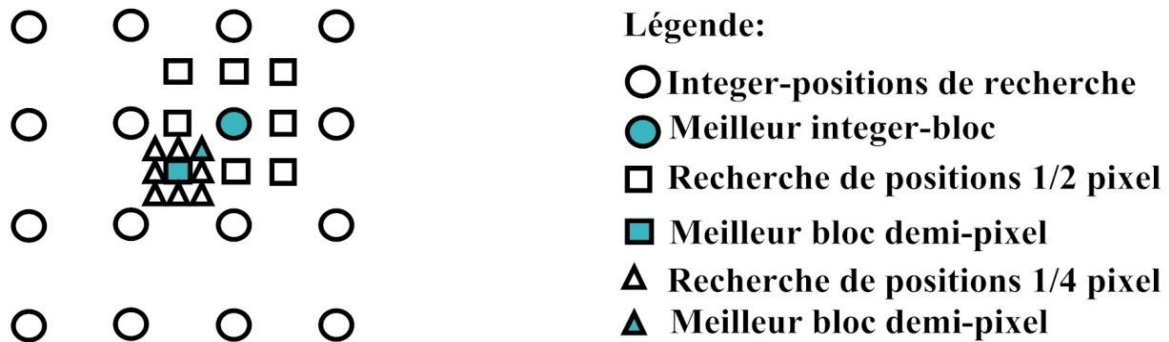 Légende:
Integer-positions de recherche
Meilleur integer-bloc
Recherche de positions 1/2 pixel
Meilleur bloc demi-pixel
Recherche de positions 1/4 pixel
Meilleur bloc demi-pixel